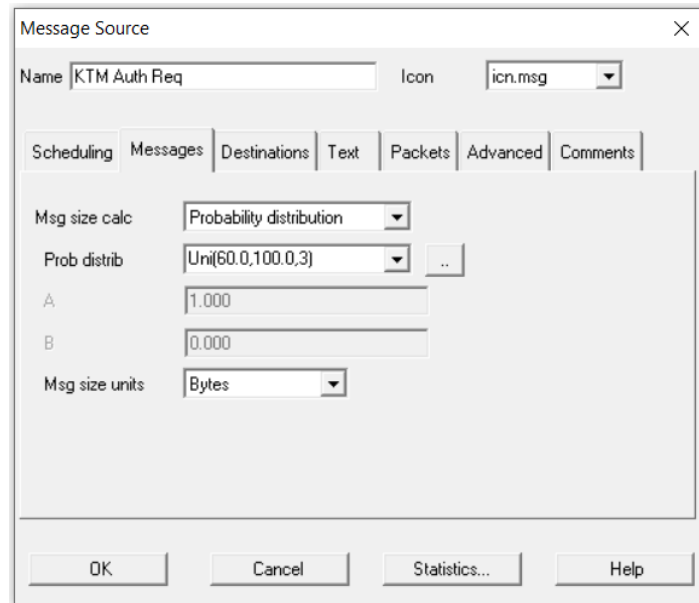 Message Source
Name KTM Auth Req Icon icn.msg
Scheduling Messages Destinations Text Packets Advanced Comments
Msg size calc Probability distribution
Prob distrib Uni(60.0,100.0,3) ..
A 1.000
B 0.000
Msg size units Bytes
OK Cancel Statistics... Help